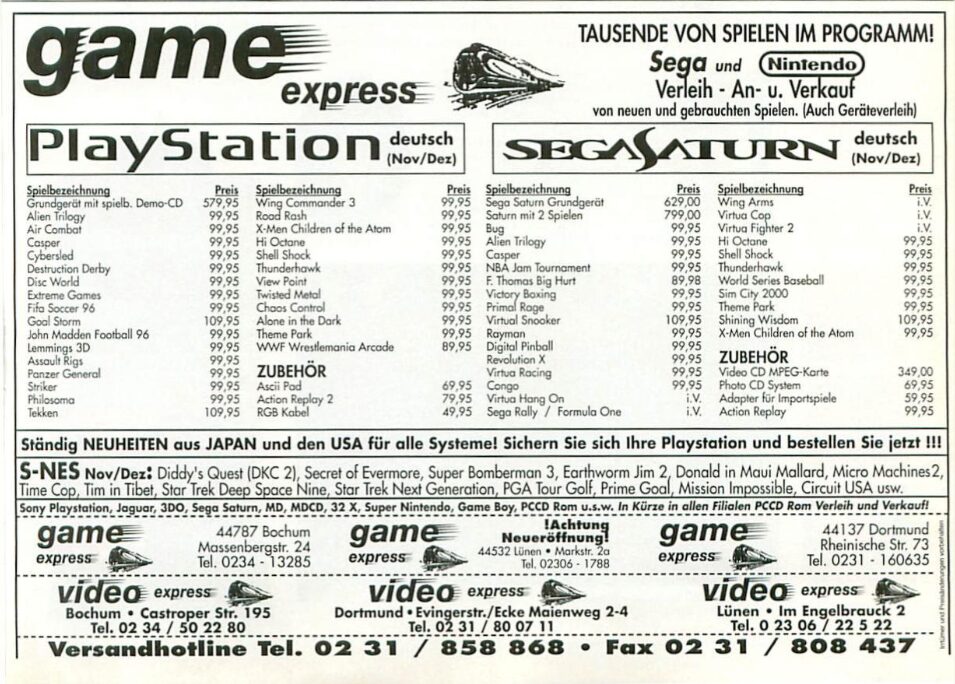 game express
TAUSENDE VON SPIELEN IM PROGRAMM!
Sega und Nintendo
Verleih - An- u. Verkauf
von neuen und gebrauchten Spielen. (Auch Geräteverleih)
PlayStation deutsch (Nov/Dez)
Spielbezeichnung Preis
Grundgerät mit spielb. Demo-CD 579,95
Alien Trilogy 99,95
Air Combat 99,95
Casper 99,95
Cybersled 99,95
Destruction Derby 99,95
Disc World 99,95
Extreme Games 99,95
Fifa Soccer 96 99,95
Goal Storm 109,95
John Madden Football 96 99,95
Lemmings 3D 99,95
Assault Rigs 99,95
Panzer General 99,95
Striker 99,95
Philosoma 99,95
Tekken 109,95
Spielbezeichnung Preis
Wing Commander 3 99,95
Road Rash 99,95
X-Men Children of the Atom 99,95
Hi Octane 99,95
Shell Shock 99,95
Thunderhawk 99,95
View Point 99,95
Twisted Metal 99,95
Chaos Control 99,95
Alone in the Dark 99,95
Theme Park 99,95
WWF Wrestlemania Arcade 89,95
ZUBEHÖR
Ascii Pad 69,95
Action Replay 2 79,95
RGB Kabel 49,95
SEGA SATURN deutsch (Nov/Dez)
Spielbezeichnung Preis
Sega Saturn Grundgerät 629,00
Saturn mit 2 Spielen 799,00
Bug 99,95
Alien Trilogy 99,95
Casper 99,95
NBA Jam Tournament 99,95
F. Thomas Big Hurt 89,98
Victory Boxing 99,95
Primal Rage 99,95
Virtual Snooker 109,95
Rayman 99,95
Digital Pinball 99,95
Revolution X 99,95
Virtua Racing 99,95
Congo 99,95
Virtua Hang On i.V.
Sega Rally / Formula One i.V.
Spielbezeichnung Preis
Wing Arms i.V.
Virtua Cop i.V.
Virtua Fighter 2 i.V.
Hi Octane 99,95
Shell Shock 99,95
Thunderhawk 99,95
World Series Baseball 99,95
Sim City 2000 99,95
Theme Park 99,95
Shining Wisdom 109,95
X-Men Children of the Atom 99,95
ZUBEHÖR
Video CD MPEG-Karte 349,00
Photo CD System 69,95
Adapter für Importspiele 59,95
Action Replay 99,95
Ständig NEUHEITEN aus JAPAN und den USA für alle Systeme! Sichern Sie sich Ihre Playstation und bestellen Sie jetzt !!!
S-NES Nov/Dez: Diddy's Quest (DKC 2), Secret of Evermore, Super Bomberman 3, Earthworm Jim 2, Donald in Maui Mallard, Micro Machines2,
Time Cop, Tim in Tibet, Star Trek Deep Space Nine, Star Trek Next Generation, PGA Tour Golf, Prime Goal, Mission Impossible, Circuit USA usw.
Sony Playstation, Jaguar, 3DO, Sega Saturn, MD, MDCD, 32 X, Super Nintendo, Game Boy, PCCD Rom u.s.w. In Kürze in allen Filialen PCCD Rom Verleih und Verkauf!
game express
44787 Bochum
Massenbergstr. 24
Tel. 0234 - 13285
game express
!Achtung
Neueröffnung!
44532 Lünen • Markstr. 2a
Tel. 02306 - 1788
game express
44137 Dortmund
Rheinische Str. 73
Tel. 0231 - 160635
video express
Bochum • Castroper Str. 195
Tel. 02 34 / 50 22 80
video express
Dortmund • Evingerstr./Ecke Maienweg 2-4
Tel. 02 31 / 80 07 11
video express
Lünen • Im Engelbrauck 2
Tel. 0 23 06 / 22 5 22
Irrtümer und Preisänderungen vorbehalten
Versandhotline Tel. 02 31 / 858 868 • Fax 02 31 / 808 437